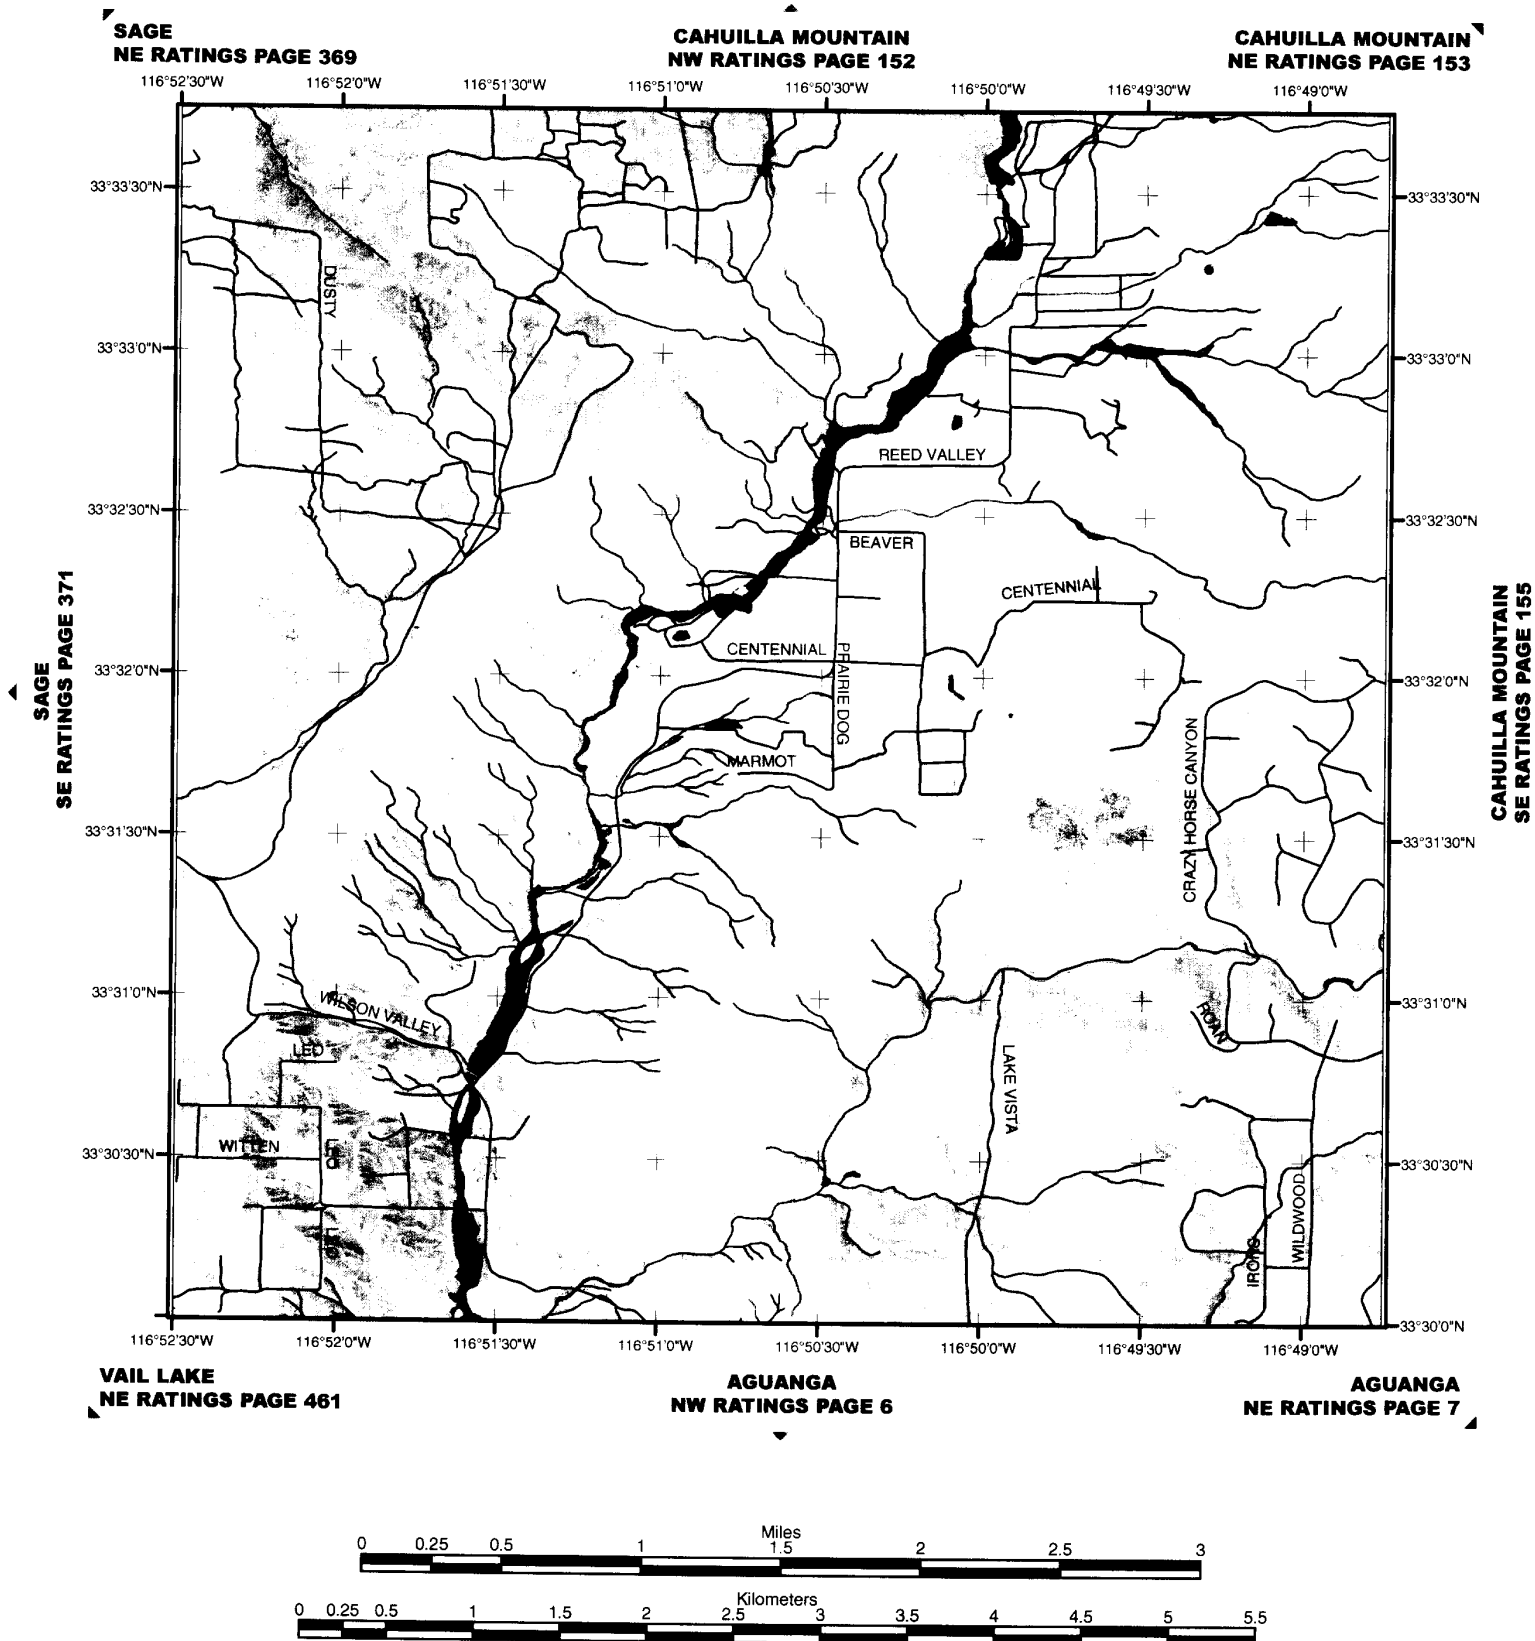 SAGE
NE RATINGS PAGE 369
CAHUILLA MOUNTAIN
NW RATINGS PAGE 152
CAHUILLA MOUNTAIN
NE RATINGS PAGE 153
116°52'30"W
116°52'0"W
116°51'30"W
116°51'0"W
116°50'30"W
116°50'0"W
116°49'30"W
116°49'0"W
33°33'30"N
33°33'30"N
DUSTY
33°33'0"N
33°33'0"N
REED VALLEY
33°32'30"N
33°32'30"N
BEAVER
CENTENNIAL
SAGE
SE RATINGS PAGE 371
CAHUILLA MOUNTAIN
SE RATINGS PAGE 155
CENTENNIAL
PRAIRIE DOG
33°32'0"N
33°32'0"N
MARMOT
CRAZY HORSE CANYON
33°31'30"N
33°31'30"N
33°31'0"N
33°31'0"N
WILSON VALLEY
ROAN
LEO
LAKE VISTA
WITTEN
33°30'30"N
33°30'30"N
WILDWOOD
33°30'0"N
116°52'30"W
116°52'0"W
116°51'30"W
116°51'0"W
116°50'30"W
116°50'0"W
116°49'30"W
116°49'0"W
VAIL LAKE
NE RATINGS PAGE 461
AGUANGA
NW RATINGS PAGE 6
AGUANGA
NE RATINGS PAGE 7
Miles
0 0.25 0.5 1 1.5 2 2.5 3
Kilometers
0 0.25 0.5 1 1.5 2 2.5 3 3.5 4 4.5 5 5.5